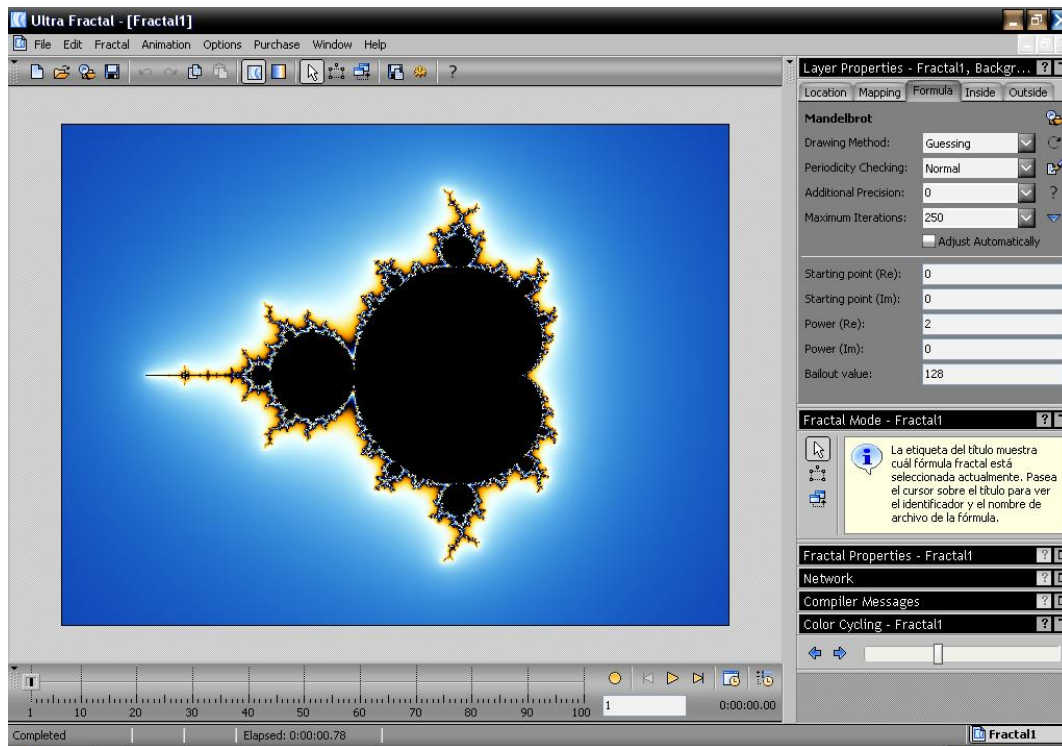 Ultra Fractal - [Fractal1]
File Edit Fractal Animation Options Purchase Window Help
?
Layer Properties - Fractal1, Backgr... ?
Location Mapping Formula Inside Outside
Mandelbrot
Drawing Method: Guessing
Periodicity Checking: Normal
Additional Precision: 0 ?
Maximum Iterations: 250
Adjust Automatically
Starting point (Re): 0
Starting point (Im): 0
Power (Re): 2
Power (Im): 0
Bailout value: 128
Fractal Mode - Fractal1 ?
La etiqueta del título muestra
cuál fórmula fractal está
seleccionada actualmente. Pasea
el cursor sobre el título para ver
el identificador y el nombre de
archivo de la fórmula.
Fractal Properties - Fractal1 ?
Network ?
Compiler Messages ?
Color Cycling - Fractal1 ?
1 10 20 30 40 50 60 70 80 90 100
1 0:00:00.00
Completed Elapsed: 0:00:00.78 Fractal1